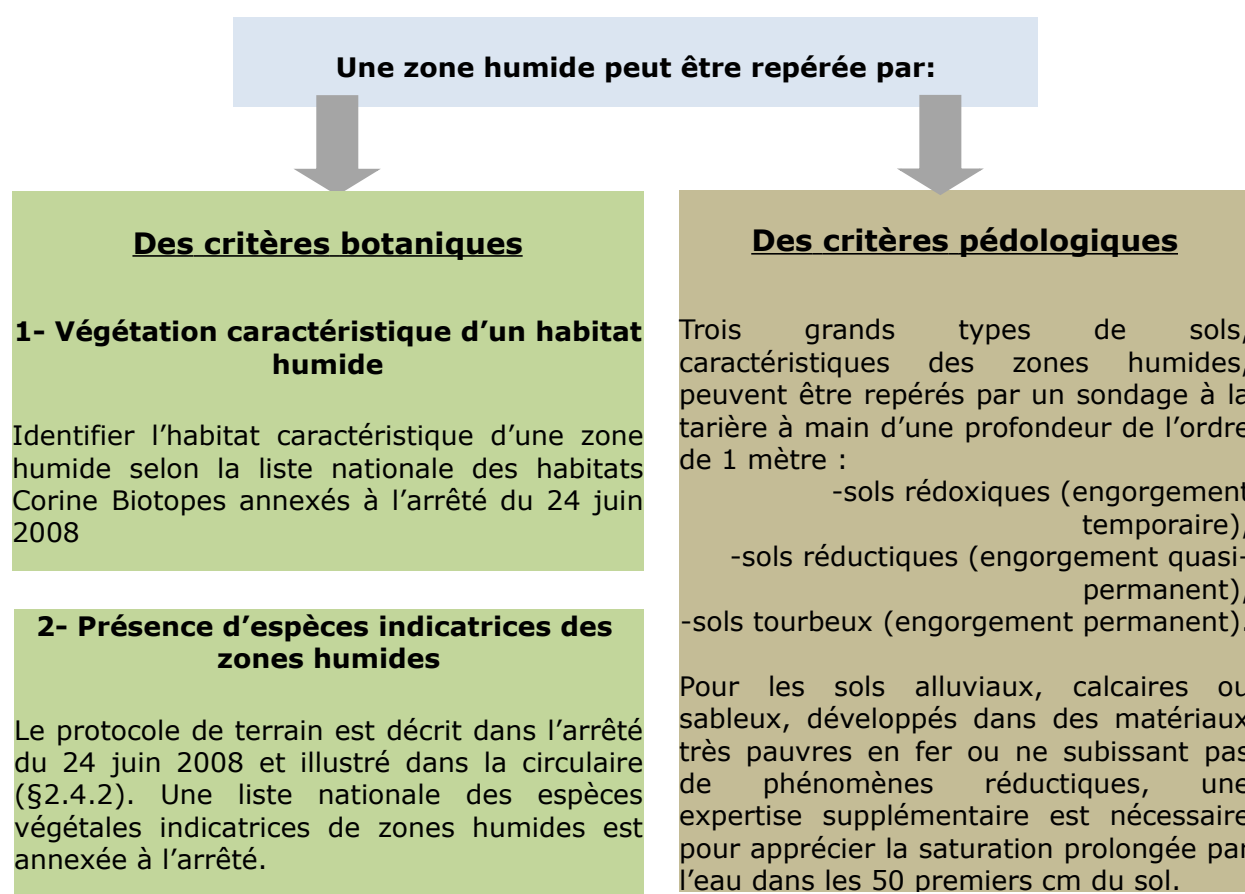 Une zone humide peut être repérée par:
Des critères botaniques
1- Végétation caractéristique d’un habitat
humide
Identifier l’habitat caractéristique d’une zone
humide selon la liste nationale des habitats
Corine Biotopes annexés à l’arrêté du 24 juin
2008
2- Présence d’espèces indicatrices des
zones humides
Le protocole de terrain est décrit dans l’arrêté
du 24 juin 2008 et illustré dans la circulaire
(§2.4.2). Une liste nationale des espèces
végétales indicatrices de zones humides est
annexée à l’arrêté.
Des critères pédologiques
Trois grands types de sols,
caractéristiques des zones humides,
peuvent être repérés par un sondage à la
tarière à main d’une profondeur de l’ordre
de 1 mètre :
-sols rédoxiques (engorgement
temporaire),
-sols réductiques (engorgement quasi-
permanent),
-sols tourbeux (engorgement permanent).
Pour les sols alluviaux, calcaires ou
sableux, développés dans des matériaux
très pauvres en fer ou ne subissant pas
de phénomènes réductiques, une
expertise supplémentaire est nécessaire
pour apprécier la saturation prolongée par
l’eau dans les 50 premiers cm du sol.